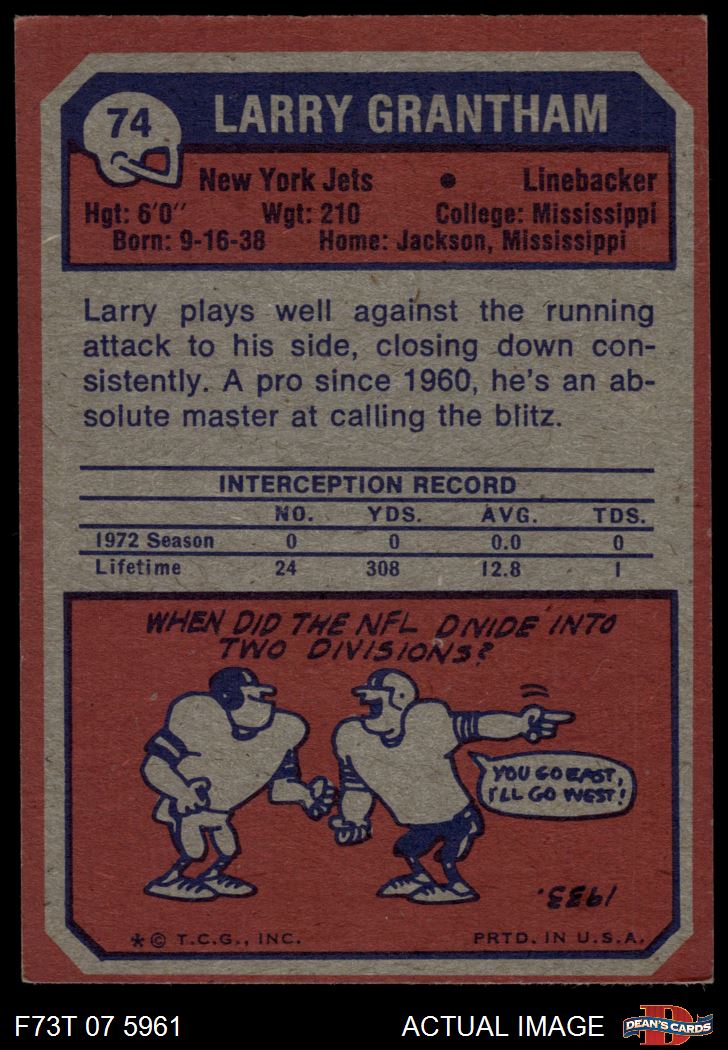 74
LARRY GRANTHAM
New York Jets • Linebacker
Hgt: 6'0" Wgt: 210 College: Mississippi
Born: 9-16-38 Home: Jackson, Mississippi
Larry plays well against the running
attack to his side, closing down con-
sistently. A pro since 1960, he's an ab-
solute master at calling the blitz.
INTERCEPTION RECORD
NO. YDS. AVG. TDS.
1972 Season 0 0 0.0 0
Lifetime 24 308 12.8 1
WHEN DID THE NFL DIVIDE INTO
TWO DIVISIONS?
YOU GO EAST,
I'LL GO WEST!
1933.
* © T.C.G., INC. PRTD. IN U.S.A.
F73T 07 5961 ACTUAL IMAGE
D
DEAN'S CARDS